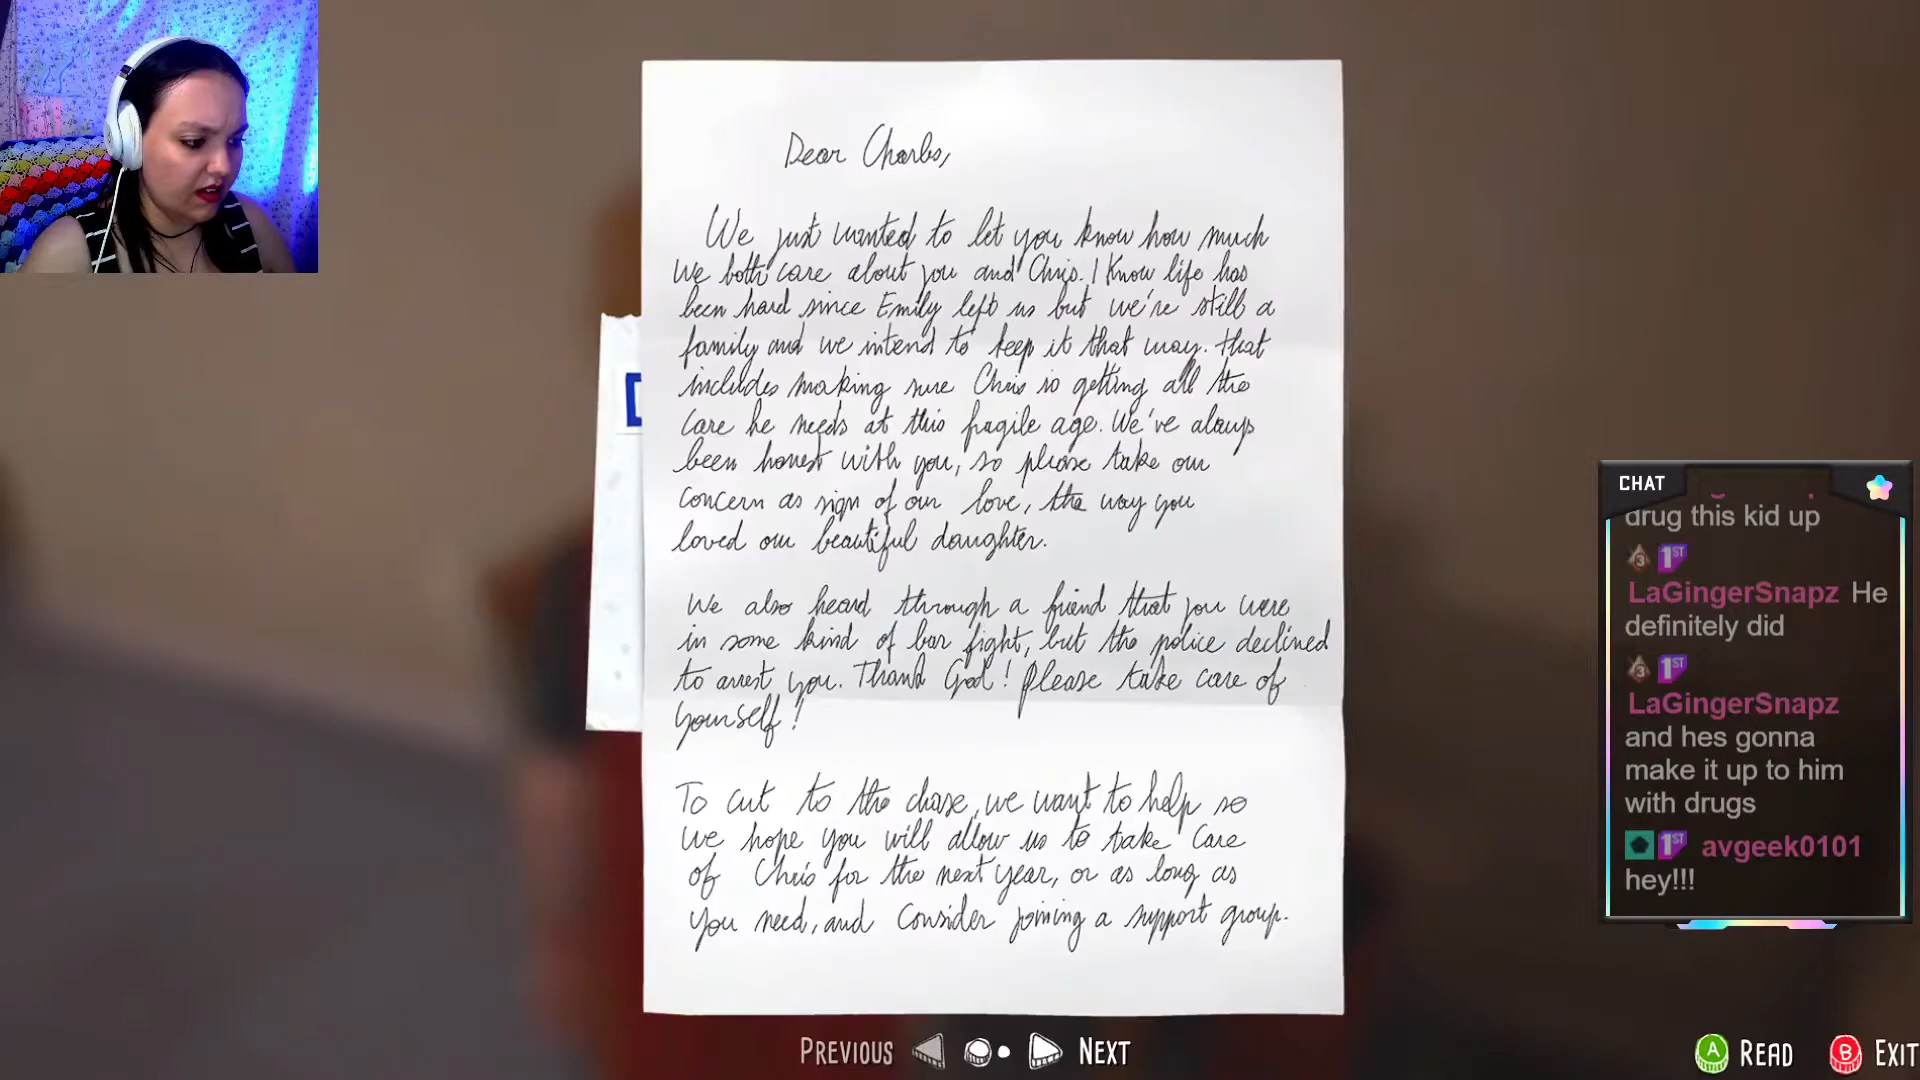 Dear Charles,
We just wanted to let you know how much
we both care about you and Chris. I know life has
been hard since Emily left us but we're still a
family and we intend to keep it that way. that
includes making sure Chris is getting all the
care he needs at this fragile age. We've always
been honest with you, so please take our
concern as sign of our love, the way you
loved our beautiful daughter.
We also heard through a friend that you were
in some kind of bar fight, but the police declined
to arrest you. Thank God! please take care of
yourself!
To cut to the chase, we want to help so
we hope you will allow us to take care
of Chris for the next year, or as long as
you need, and consider joining a support group.
PREVIOUS
NEXT
A READ
B EXIT
CHAT
drug this kid up
3 1ST
LaGingerSnapz He
definitely did
3 1ST
LaGingerSnapz
and hes gonna
make it up to him
with drugs
1ST avgeek0101
hey!!!